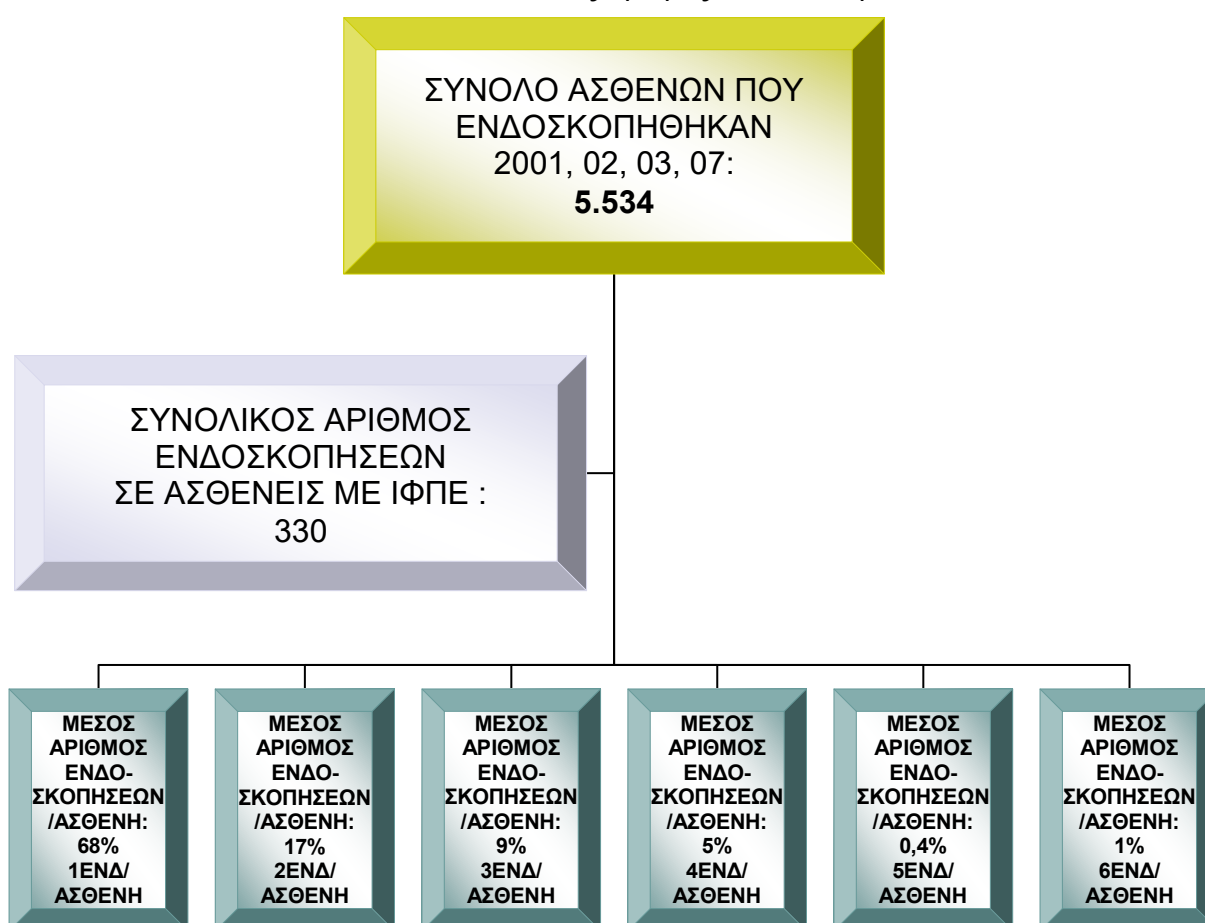 ΣΥΝΟΛΟ ΑΣΘΕΝΩΝ ΠΟΥ
ΕΝΔΟΣΚΟΠΗΘΗΚΑΝ
2001, 02, 03, 07:
5.534
ΣΥΝΟΛΙΚΟΣ ΑΡΙΘΜΟΣ
ΕΝΔΟΣΚΟΠΗΣΕΩΝ
ΣΕ ΑΣΘΕΝΕΙΣ ΜΕ ΙΦΠΕ :
330
ΜΕΣΟΣ
ΑΡΙΘΜΟΣ
ΕΝΔΟ-
ΣΚΟΠΗΣΕΩΝ
/ΑΣΘΕΝΗ:
68%
1ΕΝΔ/
ΑΣΘΕΝΗ
ΜΕΣΟΣ
ΑΡΙΘΜΟΣ
ΕΝΔΟ-
ΣΚΟΠΗΣΕΩΝ
/ΑΣΘΕΝΗ:
17%
2ΕΝΔ/
ΑΣΘΕΝΗ
ΜΕΣΟΣ
ΑΡΙΘΜΟΣ
ΕΝΔΟ-
ΣΚΟΠΗΣΕΩΝ
/ΑΣΘΕΝΗ:
9%
3ΕΝΔ/
ΑΣΘΕΝΗ
ΜΕΣΟΣ
ΑΡΙΘΜΟΣ
ΕΝΔΟ-
ΣΚΟΠΗΣΕΩΝ
/ΑΣΘΕΝΗ:
5%
4ΕΝΔ/
ΑΣΘΕΝΗ
ΜΕΣΟΣ
ΑΡΙΘΜΟΣ
ΕΝΔΟ-
ΣΚΟΠΗΣΕΩΝ
/ΑΣΘΕΝΗ:
0,4%
5ΕΝΔ/
ΑΣΘΕΝΗ
ΜΕΣΟΣ
ΑΡΙΘΜΟΣ
ΕΝΔΟ-
ΣΚΟΠΗΣΕΩΝ
/ΑΣΘΕΝΗ:
1%
6ΕΝΔ/
ΑΣΘΕΝΗ